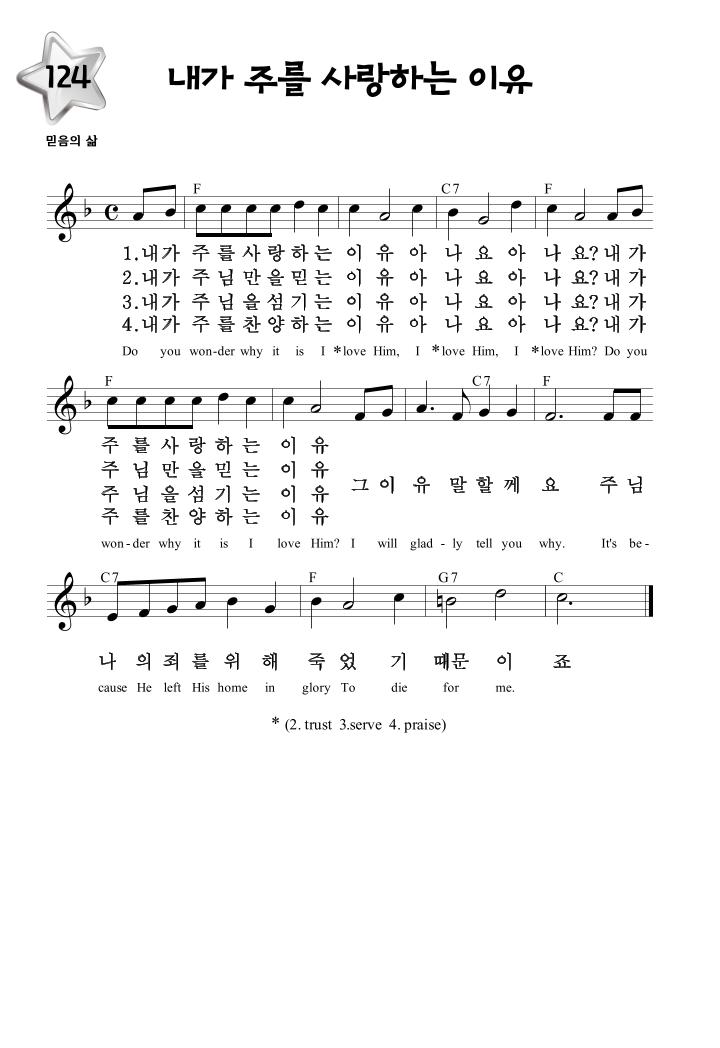 124
내가 주를 사랑하는 이유
믿음의 삶
F C7 F
1.내가 주를사랑하는 이유아 나요아 나요?내가
2.내가 주님만을믿는 이유아 나요아 나요?내가
3.내가 주님을섬기는 이유아 나요아 나요?내가
4.내가 주를찬양하는 이유아 나요아 나요?내가
Do you won-der why it is I *love Him, I *love Him, I *love Him? Do you
F C7 F
주를사랑하는 이유
주님만을믿는 이유
주님을섬기는 이유
주를찬양하는 이유
그이유 말할께 요 주님
won-der why it is I love Him? I will glad - ly tell you why. It's be-
C7 F G7 C
나 의죄를위 해 죽었 기 때문 이 죠
cause He left His home in glory To die for me.
* (2. trust 3.serve 4. praise)